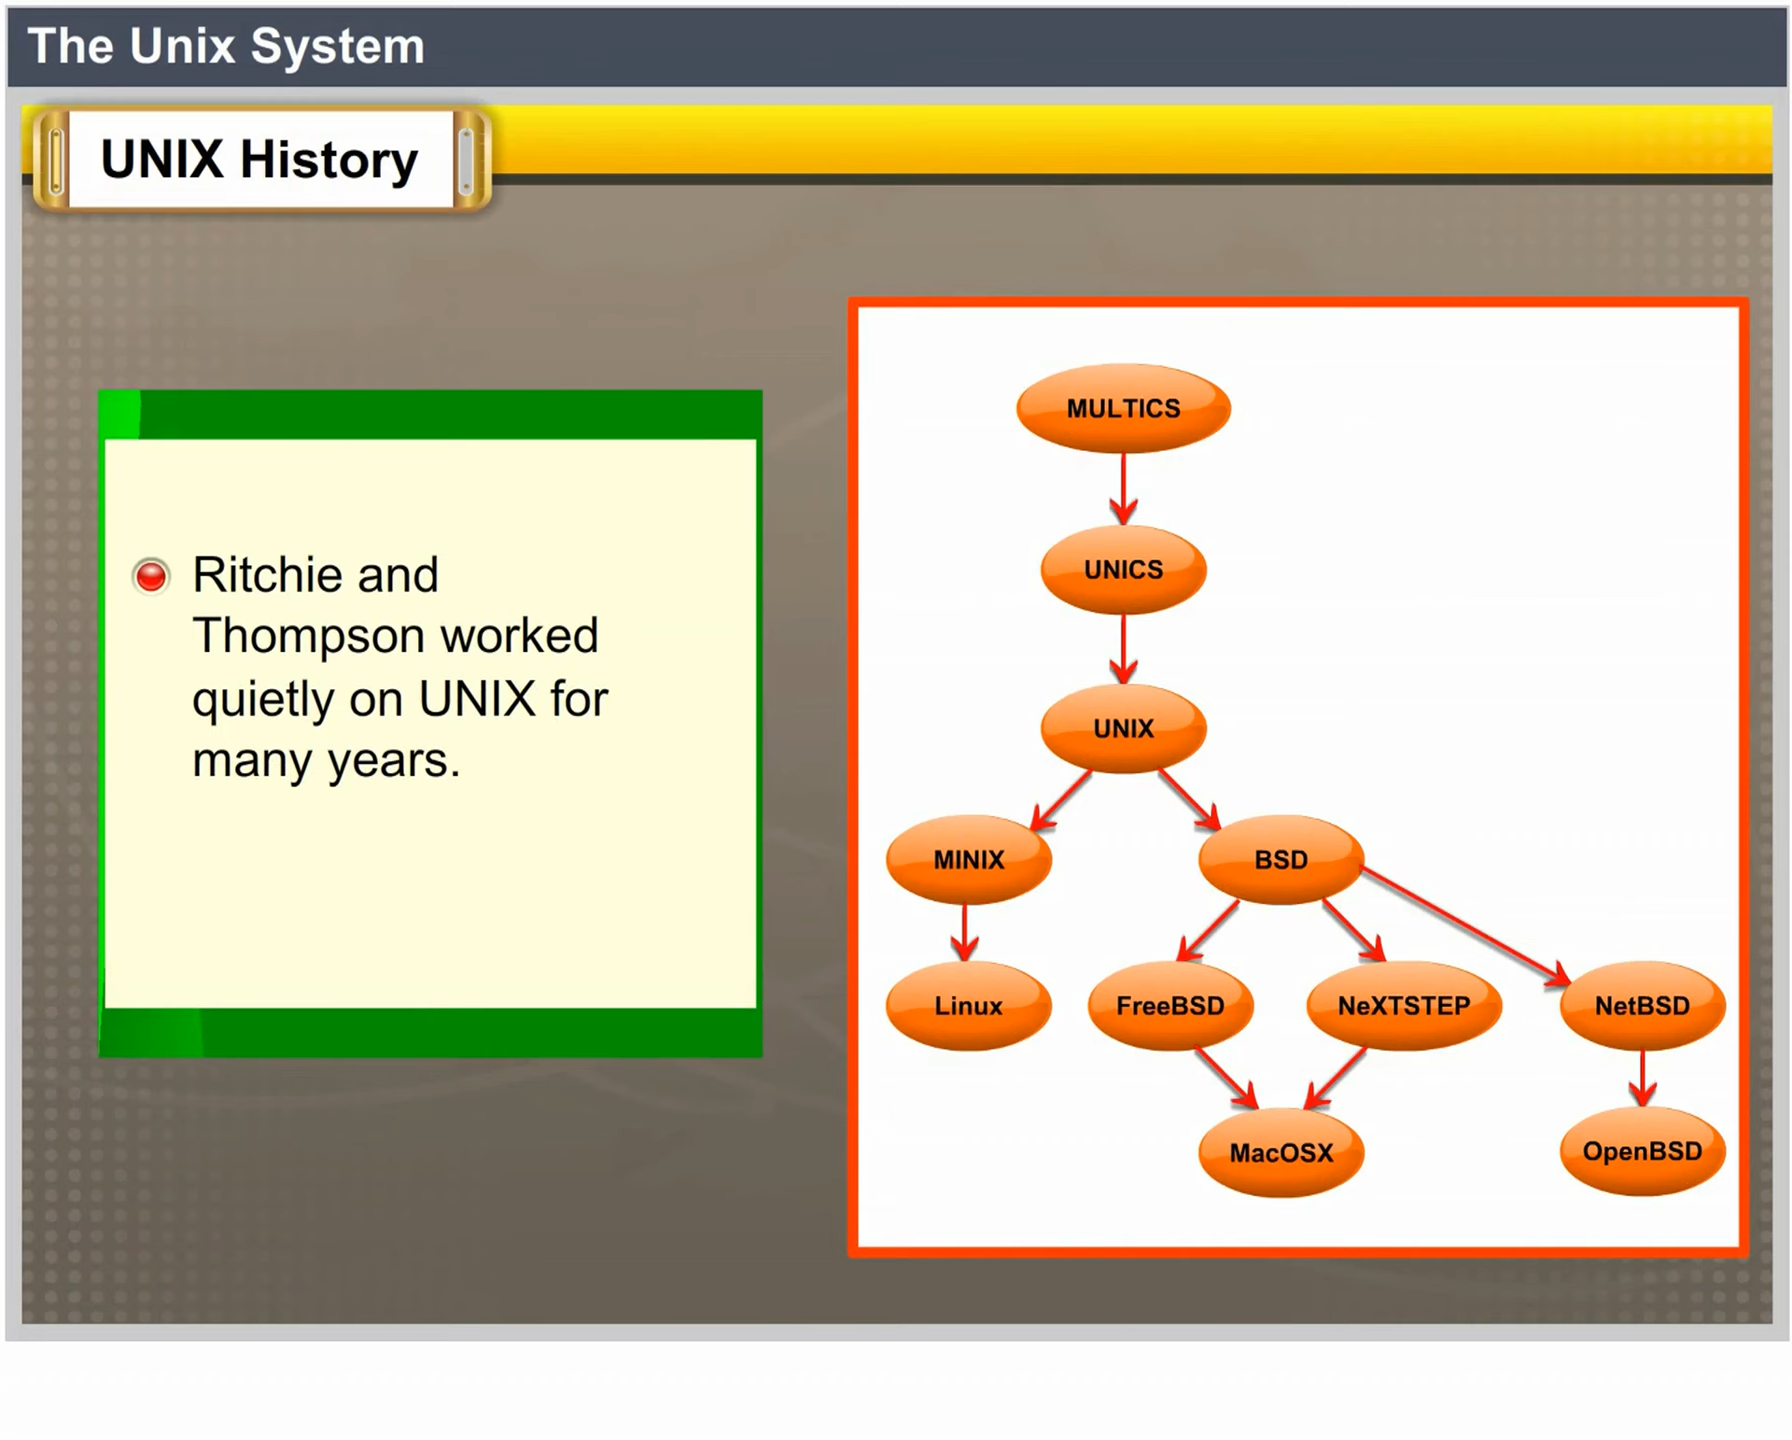 The Unix System
UNIX History
Ritchie and
Thompson worked
quietly on UNIX for
many years.
MULTICS
UNICS
UNIX
MINIX
BSD
Linux
FreeBSD
NeXTSTEP
NetBSD
MacOSX
OpenBSD